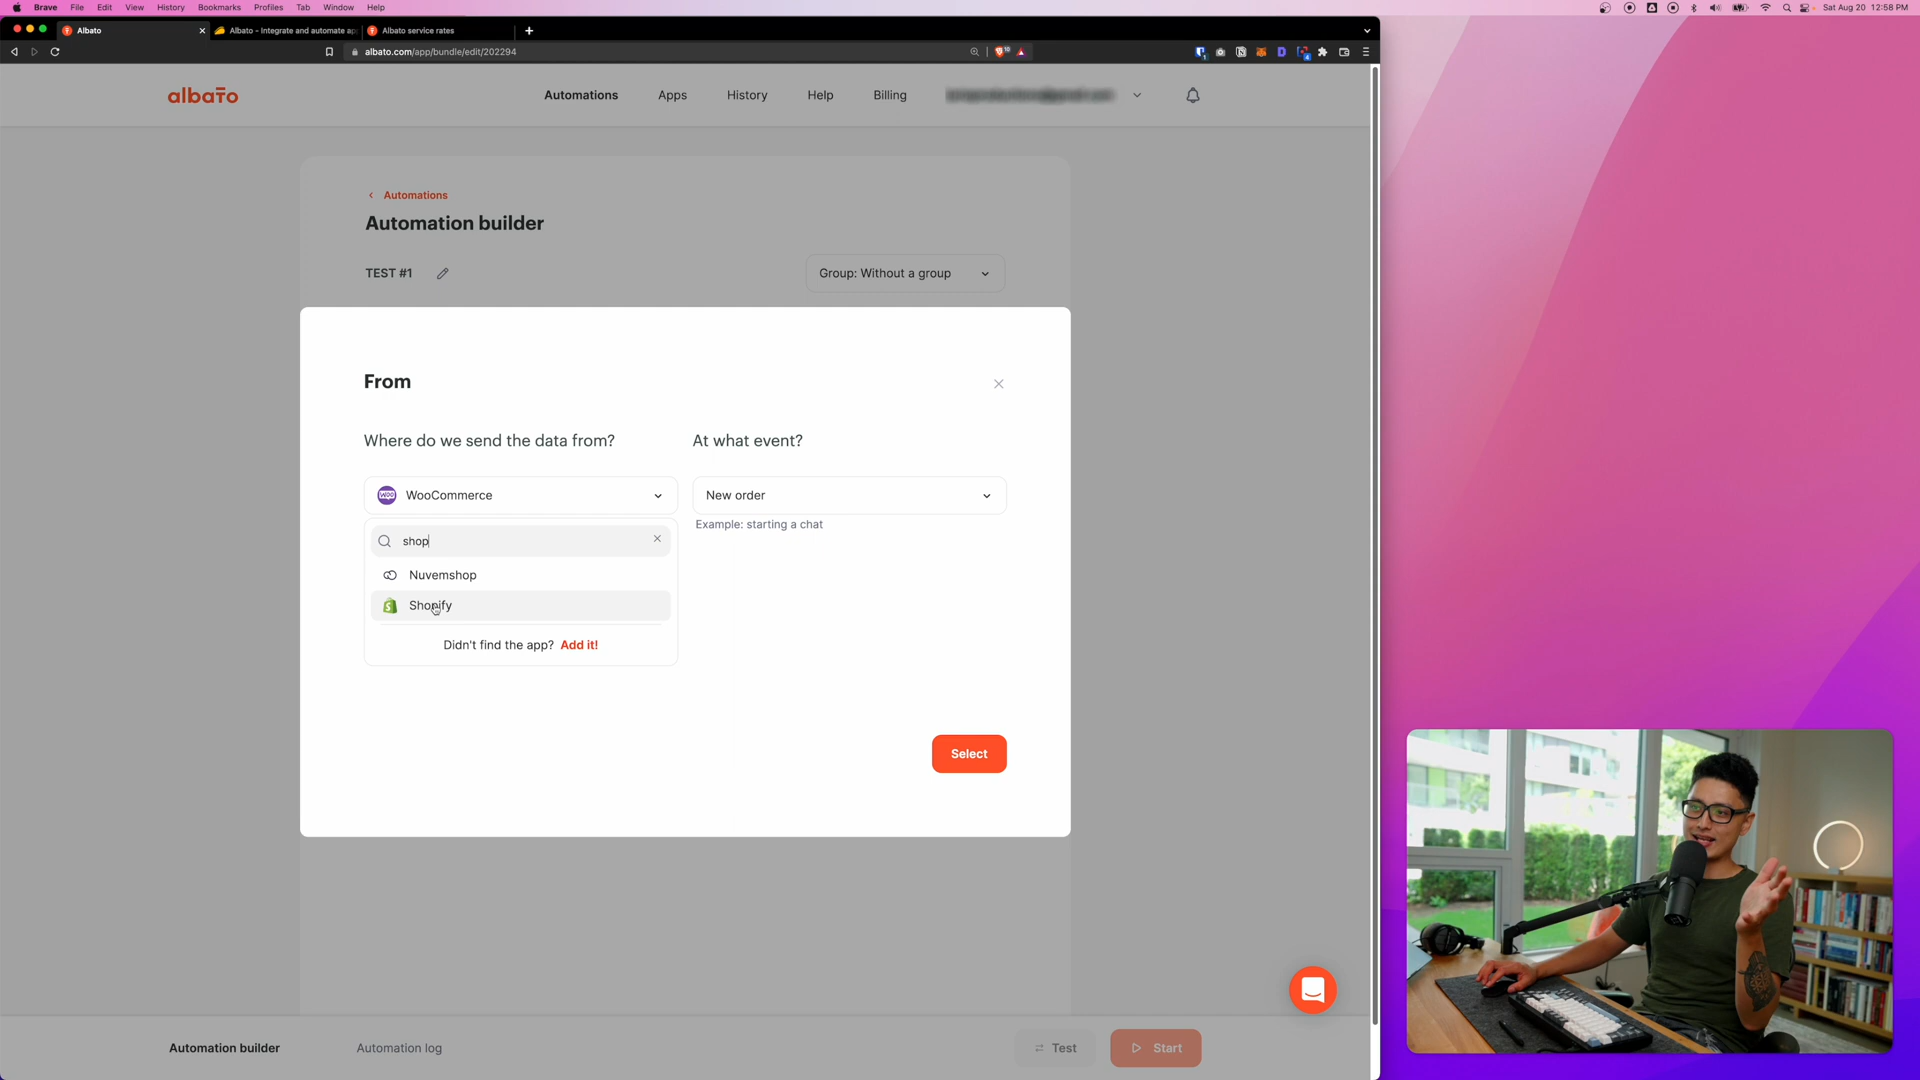 Brave File Edit View History Bookmarks Profiles Tab Window Help Sat Aug 20 12:58 PM
Albato
Albato - Integrate and automate ap
Albato service rates
albato.com/app/bundle/edit/202294
albato
Automations Apps History Help Billing
Automations
Automation builder
TEST #1
Group: Without a group
From
Where do we send the data from?
At what event?
WooCommerce
New order
Example: starting a chat
shop
Nuvemshop
Shopify
Didn't find the app? Add it!
Select
Automation builder
Automation log
Test
Start